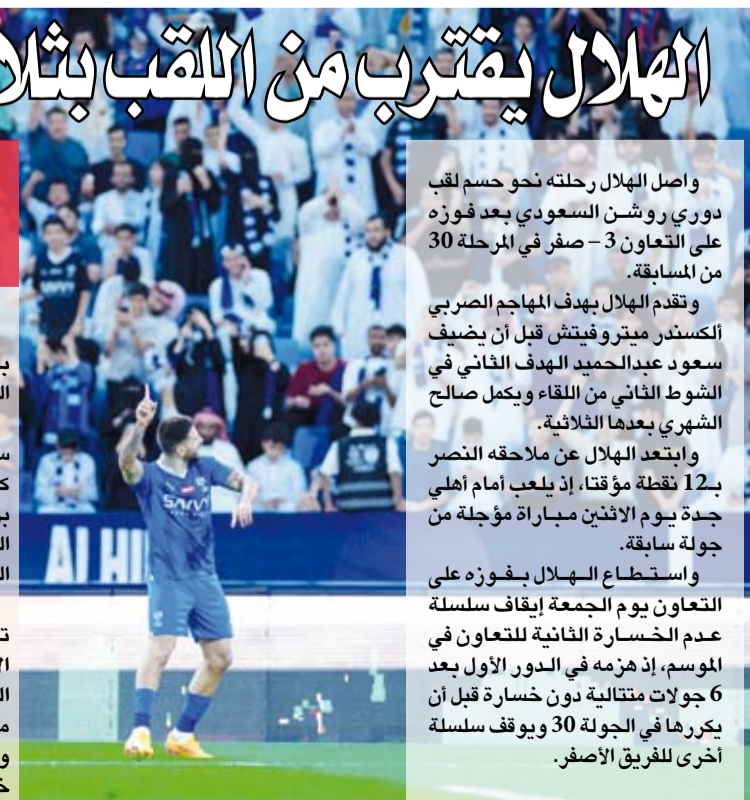 الهلال يقترب من اللقب
واصل الهلال رحلته نحو حسم لقب
دوري روشن السعودي بعد فوزه
على التعاون 3 – صفر في المرحلة 30
من المسابقة.
وتقدم الهلال بهدف المهاجم الصربي
ألكسندر ميتروفيتش قبل أن يضيف
سعود عبدالحميد الهدف الثاني في
الشوط الثاني من اللقاء ويكمل صالح
الشهري بعدها الثلاثية.
وابتعد الهلال عن ملاحقه النصر
بـ12 نقطة مؤقتا، إذ يلعب أمام أهلي
جدة يوم الاثنين مباراة مؤجلة من
جولة سابقة.
واستطاع الهلال بفوزه على
التعاون يوم الجمعة إيقاف سلسلة
عدم الخسارة الثانية للتعاون في
الموسم، إذ هزمه في الدور الأول بعد
6 جولات متتالية دون خسارة قبل أن
يكررها في الجولة 30 ويوقف سلسلة
أخرى للفريق الأصفر.
SAVVY
AL HI